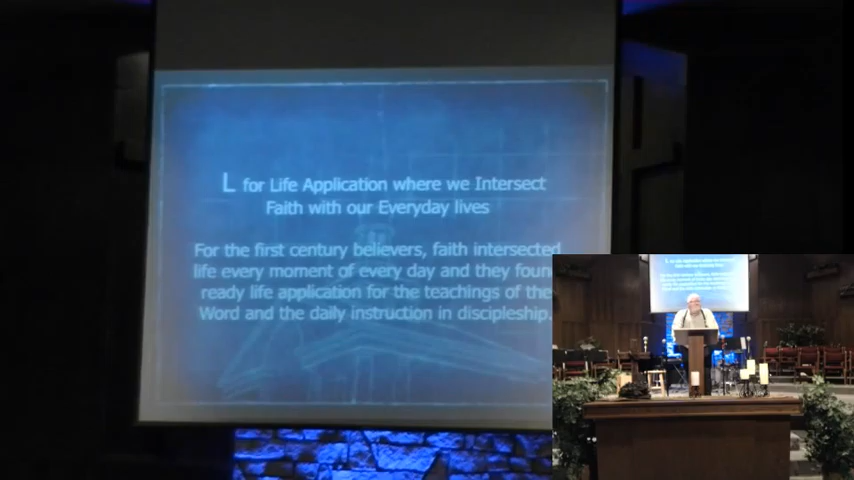 L for Life Application where we Intersect
Faith with our Everyday lives
For the first century believers, faith intersected
life every moment of every day and they found
ready life application for the teachings of the
Word and the daily instruction in discipleship.